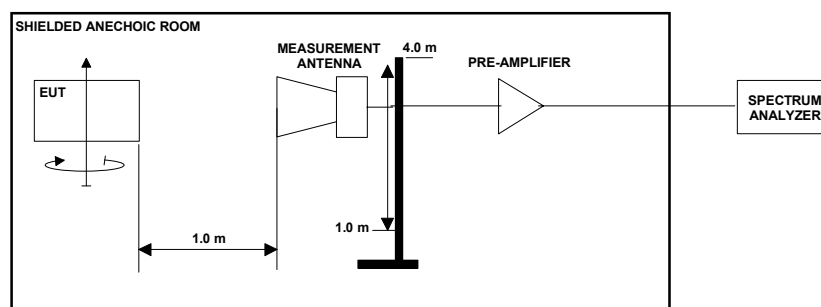 SHIELDED ANECHOIC ROOM
MEASUREMENT
ANTENNA
4.0 m
PRE-AMPLIFIER
EUT
SPECTRUM
ANALYZER
1.0 m
1.0 m